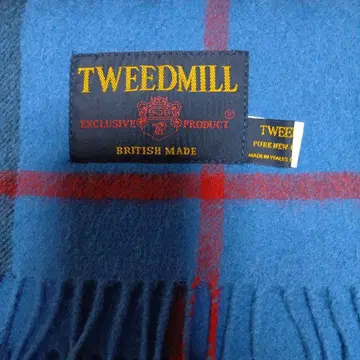 TWEEDMILL
EXCLUSIVE PRODUCT
®
BRITISH MADE
TWEED
PURE NEW
MADE IN WALES